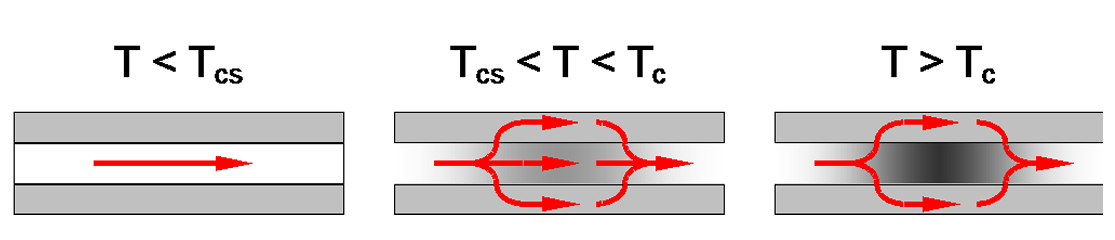 T < Tcs
Tcs < T < Tc
T > Tc